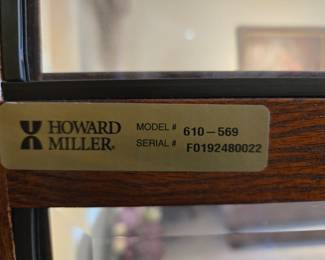 HOWARD MILLER®
MODEL # 610-569
SERIAL # F0192480022